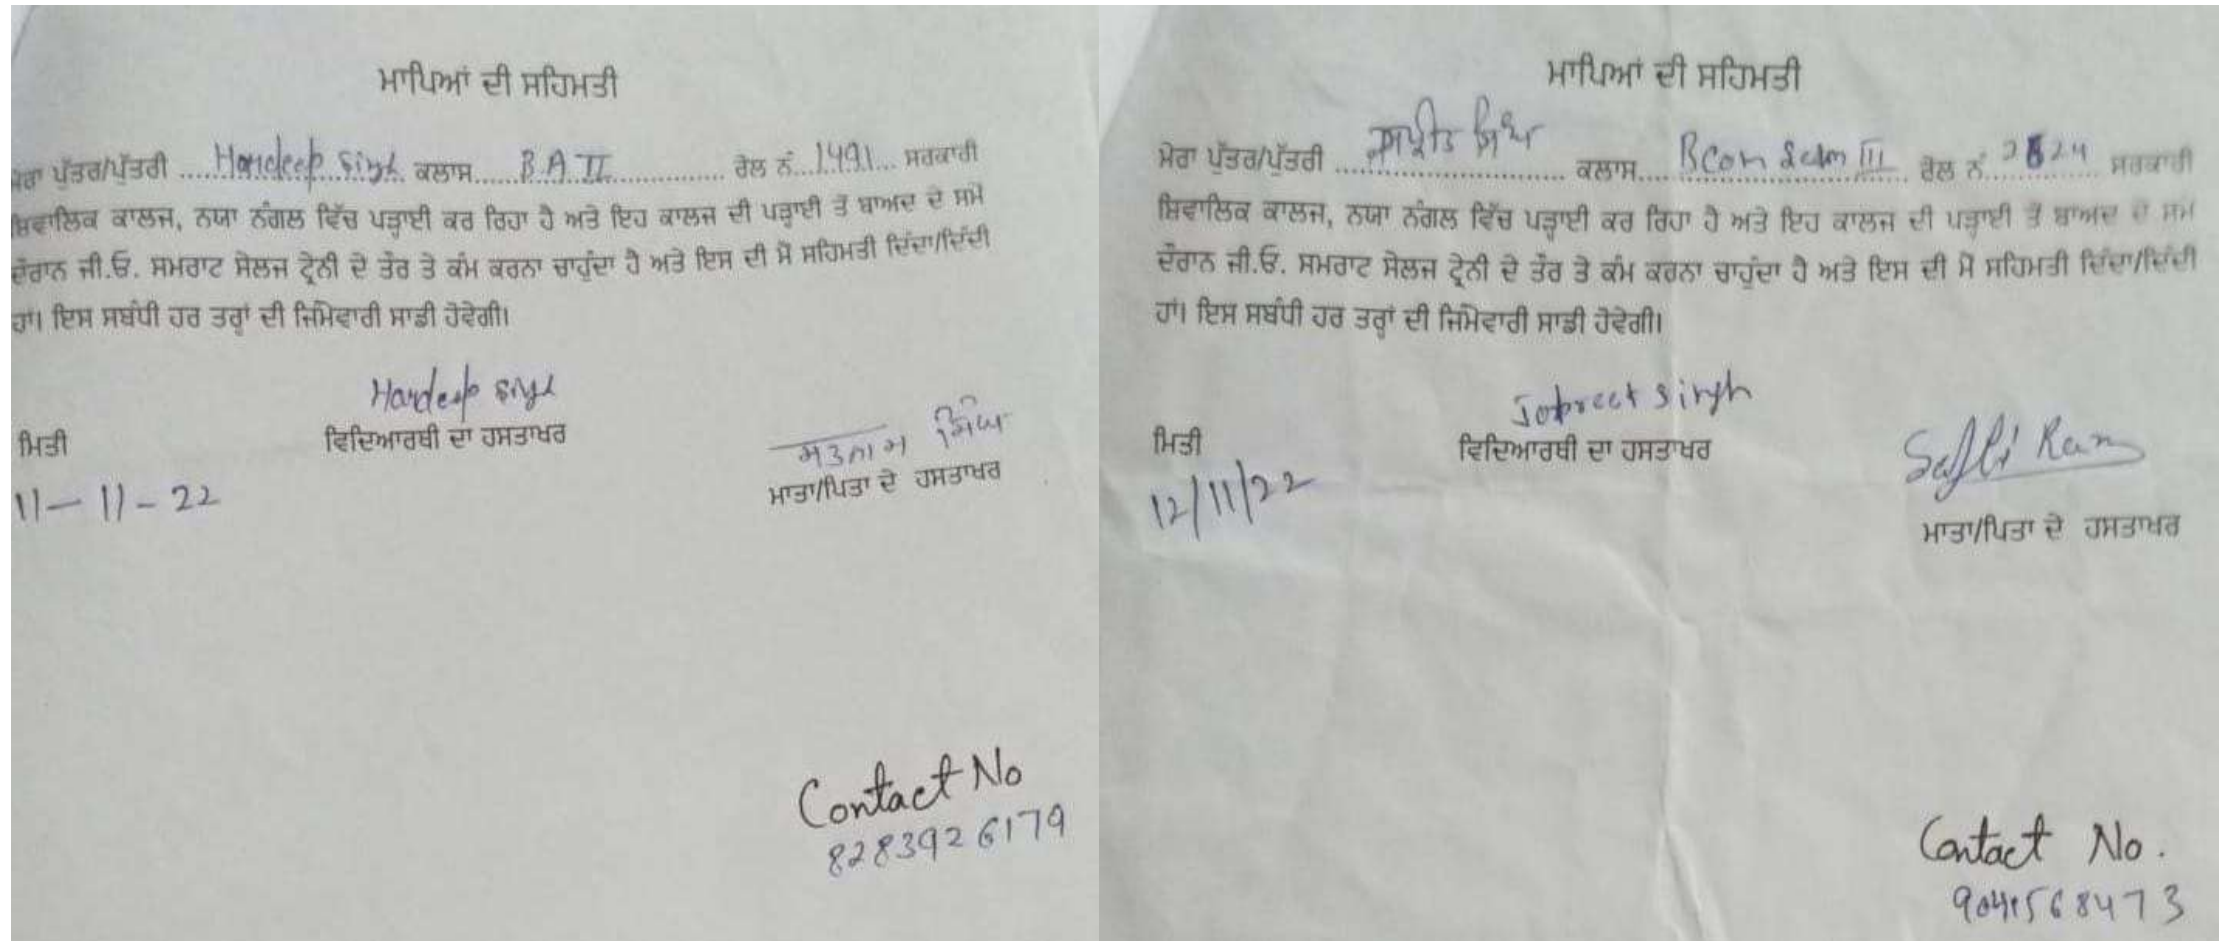 ਮਾਪਿਆਂ ਦੀ ਸਹਿਮਤੀ
ਮੇਰਾ ਪੁੱਤਰ/ਪੁੱਤਰੀ ....Hardeep Singh. ਕਲਾਸ.....B.A II............... ਰੋਲ ਨੰ...1491... ਸਰਕਾਰੀ
ਸ਼ਿਵਾਲਿਕ ਕਾਲਜ, ਨਯਾ ਨੰਗਲ ਵਿੱਚ ਪੜ੍ਹਾਈ ਕਰ ਰਿਹਾ ਹੈ ਅਤੇ ਇਹ ਕਾਲਜ ਦੀ ਪੜ੍ਹਾਈ ਤੋਂ ਬਾਅਦ ਦੇ ਸਮੇਂ
ਦੌਰਾਨ ਜੀ.ਓ. ਸਮਰਾਟ ਸੇਲਜ ਟ੍ਰੇਨੀ ਦੇ ਤੌਰ ਤੇ ਕੰਮ ਕਰਨਾ ਚਾਹੁੰਦਾ ਹੈ ਅਤੇ ਇਸ ਦੀ ਮੈਂ ਸਹਿਮਤੀ ਦਿੰਦਾ/ਦਿੰਦੀ
ਹਾਂ। ਇਸ ਸਬੰਧੀ ਹਰ ਤਰ੍ਹਾਂ ਦੀ ਜਿੰਮੇਵਾਰੀ ਸਾਡੀ ਹੋਵੇਗੀ।
Hardeep Singh
ਮਿਤੀ ਵਿਦਿਆਰਥੀ ਦਾ ਹਸਤਾਖਰ ਸਤਨਾਮ ਸਿੰਘ
11-11-22 ਮਾਤਾ/ਪਿਤਾ ਦੇ ਹਸਤਾਖਰ
Contact No
8283926179
ਮਾਪਿਆਂ ਦੀ ਸਹਿਮਤੀ
ਮੇਰਾ ਪੁੱਤਰ/ਪੁੱਤਰੀ ............ਸਿੰਘ.. ਕਲਾਸ....BCom Sem III.. ਰੋਲ ਨੰ............. ਸਰਕਾਰੀ
ਸ਼ਿਵਾਲਿਕ ਕਾਲਜ, ਨਯਾ ਨੰਗਲ ਵਿੱਚ ਪੜ੍ਹਾਈ ਕਰ ਰਿਹਾ ਹੈ ਅਤੇ ਇਹ ਕਾਲਜ ਦੀ ਪੜ੍ਹਾਈ ਤੋਂ ਬਾਅਦ ਦੇ ਸਮੇਂ
ਦੌਰਾਨ ਜੀ.ਓ. ਸਮਰਾਟ ਸੇਲਜ ਟ੍ਰੇਨੀ ਦੇ ਤੌਰ ਤੇ ਕੰਮ ਕਰਨਾ ਚਾਹੁੰਦਾ ਹੈ ਅਤੇ ਇਸ ਦੀ ਮੈਂ ਸਹਿਮਤੀ ਦਿੰਦਾ/ਦਿੰਦੀ
ਹਾਂ। ਇਸ ਸਬੰਧੀ ਹਰ ਤਰ੍ਹਾਂ ਦੀ ਜਿੰਮੇਵਾਰੀ ਸਾਡੀ ਹੋਵੇਗੀ।
Singh
ਮਿਤੀ ਵਿਦਿਆਰਥੀ ਦਾ ਹਸਤਾਖਰ Ram
12/11/22
ਮਾਤਾ/ਪਿਤਾ ਦੇ ਹਸਤਾਖਰ
Contact No.
9041568473